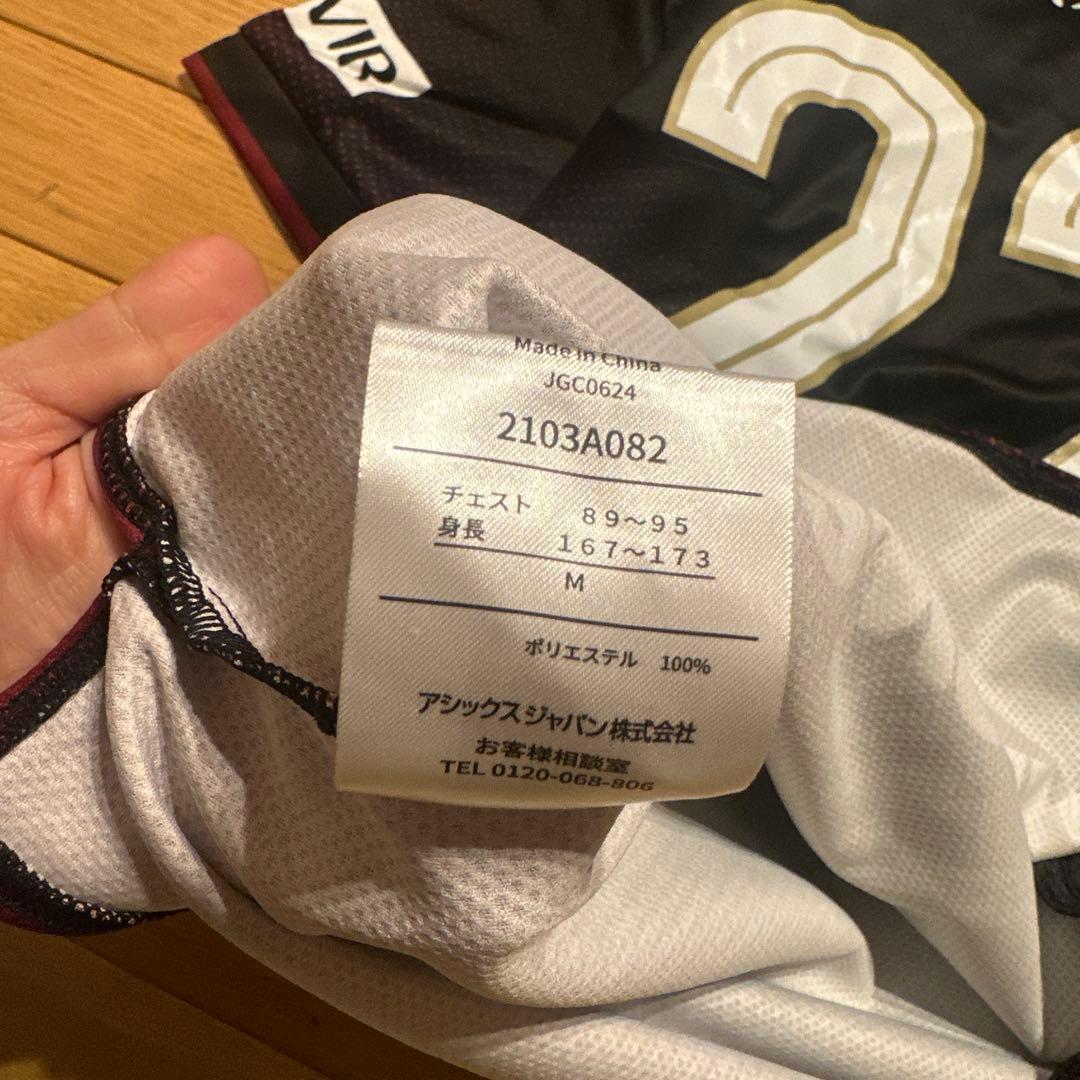 VIR
2
Made in China
JGC0624
2103A082
チェスト 89～95
身長 167～173
M
ポリエステル 100%
アシックスジャパン株式会社
お客様相談室
TEL 0120-068-806